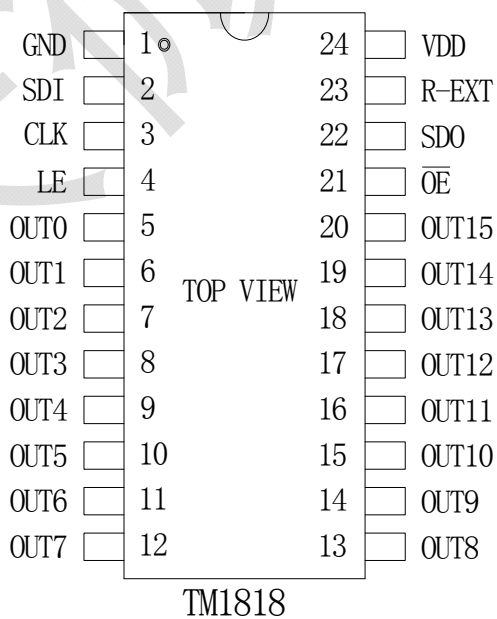 GND 1 24 VDD
SDI 2 23 R-EXT
CLK 3 22 SDO
LE 4 21 O̅E̅
OUT0 5 20 OUT15
OUT1 6 19 OUT14
TOP VIEW
OUT2 7 18 OUT13
OUT3 8 17 OUT12
OUT4 9 16 OUT11
OUT5 10 15 OUT10
OUT6 11 14 OUT9
OUT7 12 13 OUT8
TM1818